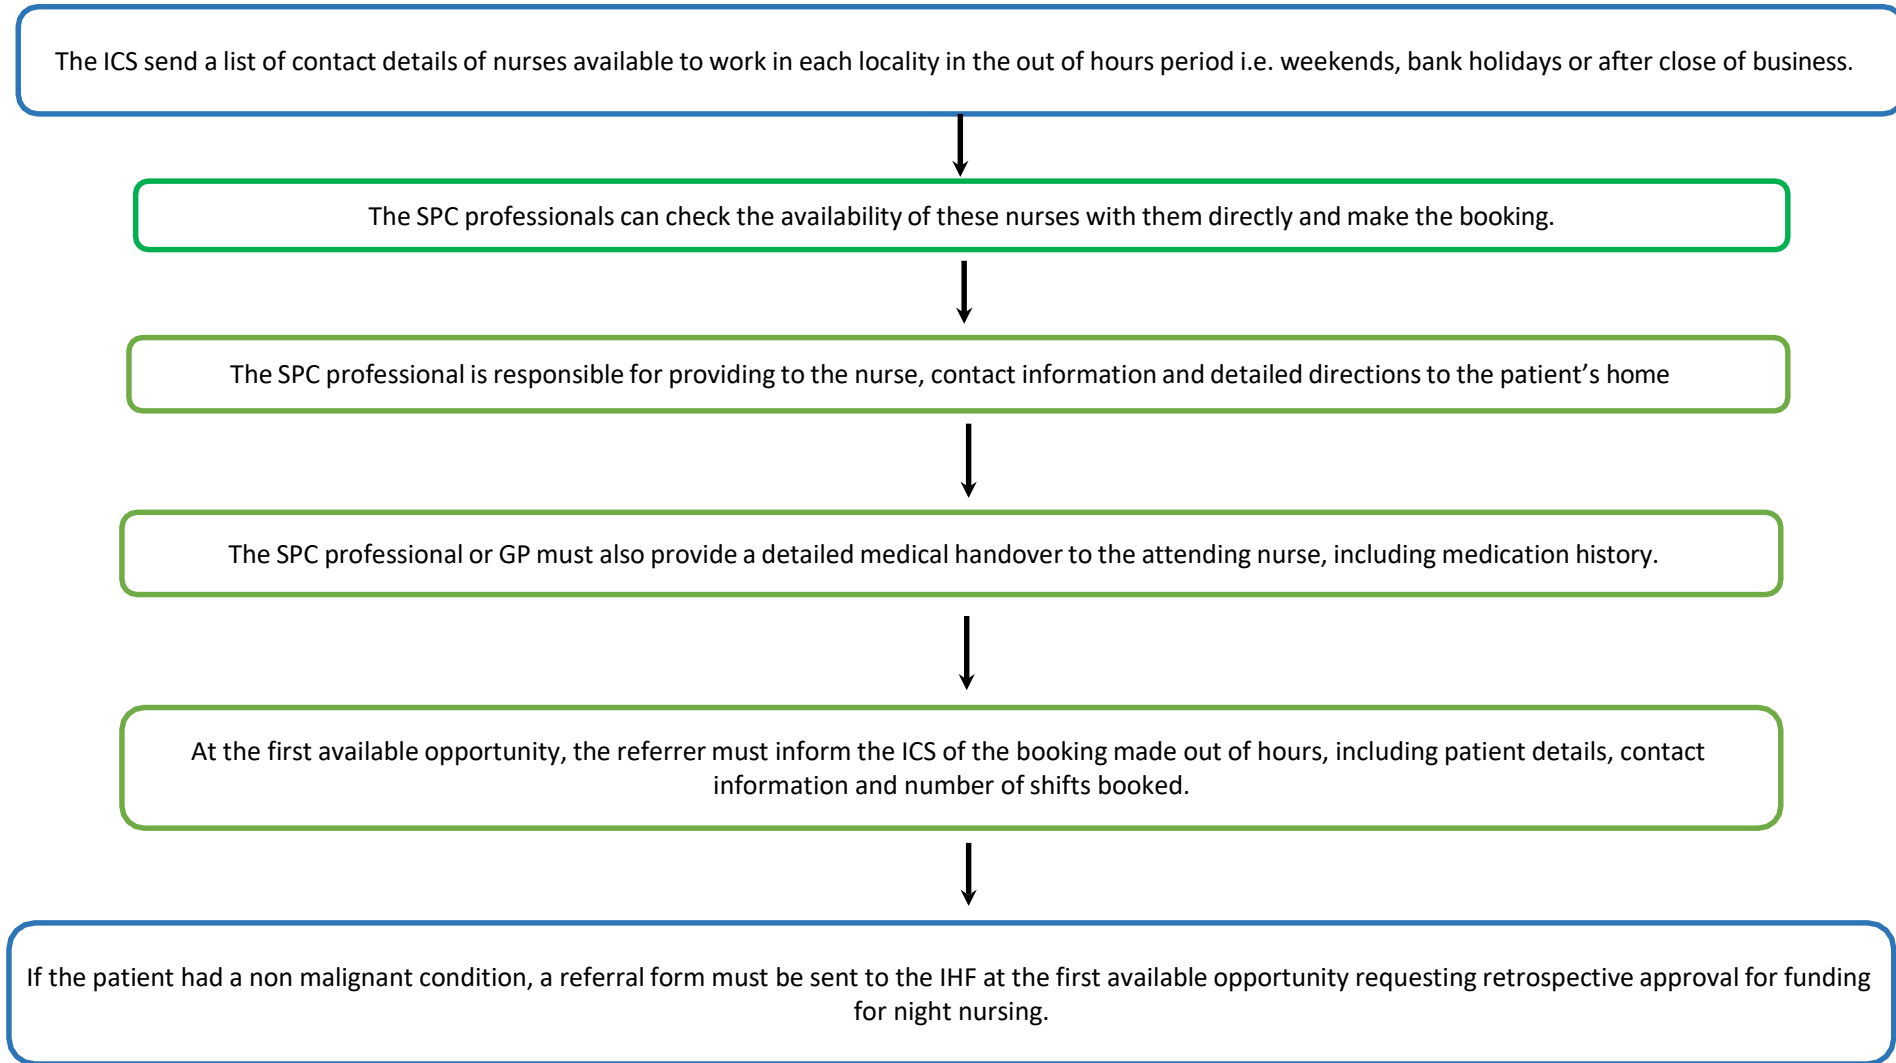 The ICS send a list of contact details of nurses available to work in each locality in the out of hours period i.e. weekends, bank holidays or after close of business.
The SPC professionals can check the availability of these nurses with them directly and make the booking.
The SPC professional is responsible for providing to the nurse, contact information and detailed directions to the patient’s home
The SPC professional or GP must also provide a detailed medical handover to the attending nurse, including medication history.
At the first available opportunity, the referrer must inform the ICS of the booking made out of hours, including patient details, contact
information and number of shifts booked.
If the patient had a non malignant condition, a referral form must be sent to the IHF at the first available opportunity requesting retrospective approval for funding
for night nursing.